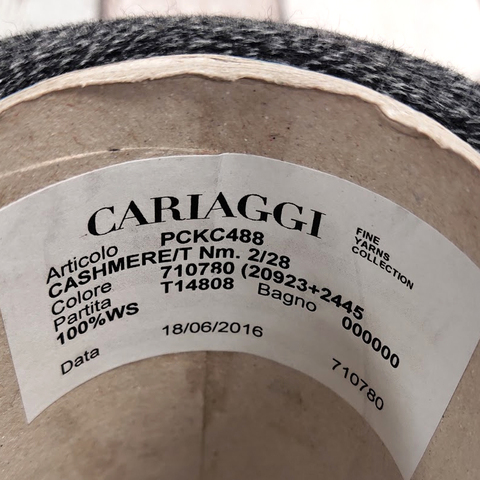 CARIAGGI
FINE
YARNS
COLLECTION
Articolo PCKC488
CASHMERE/T Nm. 2/28
Colore 710780 (20923+2445
Partita T14808 Bagno 000000
100%WS
Data 18/06/2016 710780